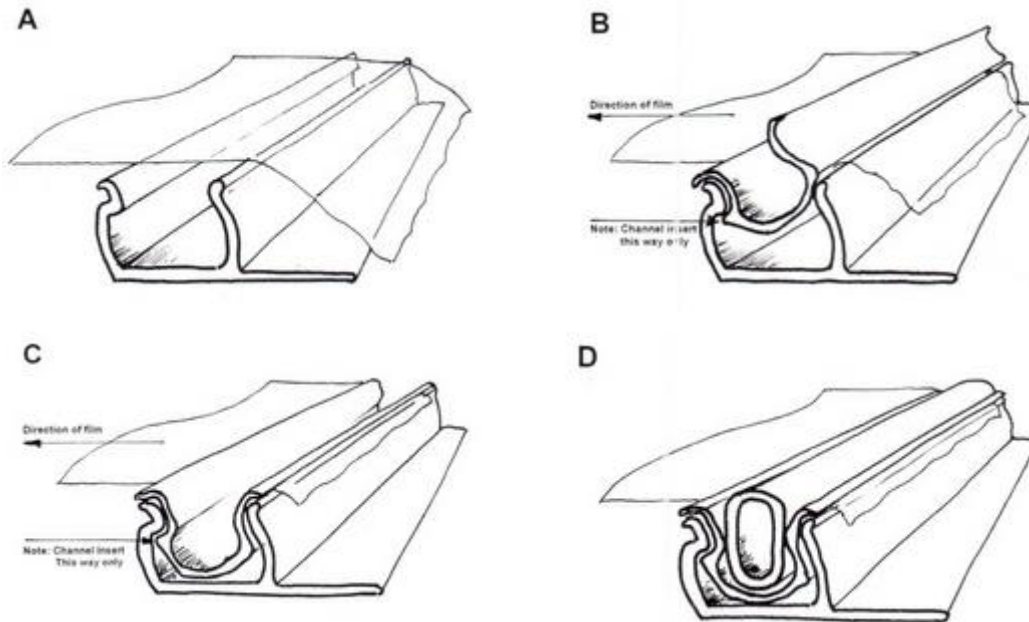 A
B
Direction of film
Note: Channel insert
this way only
C
Direction of film
Note: Channel Insert
This way only
D